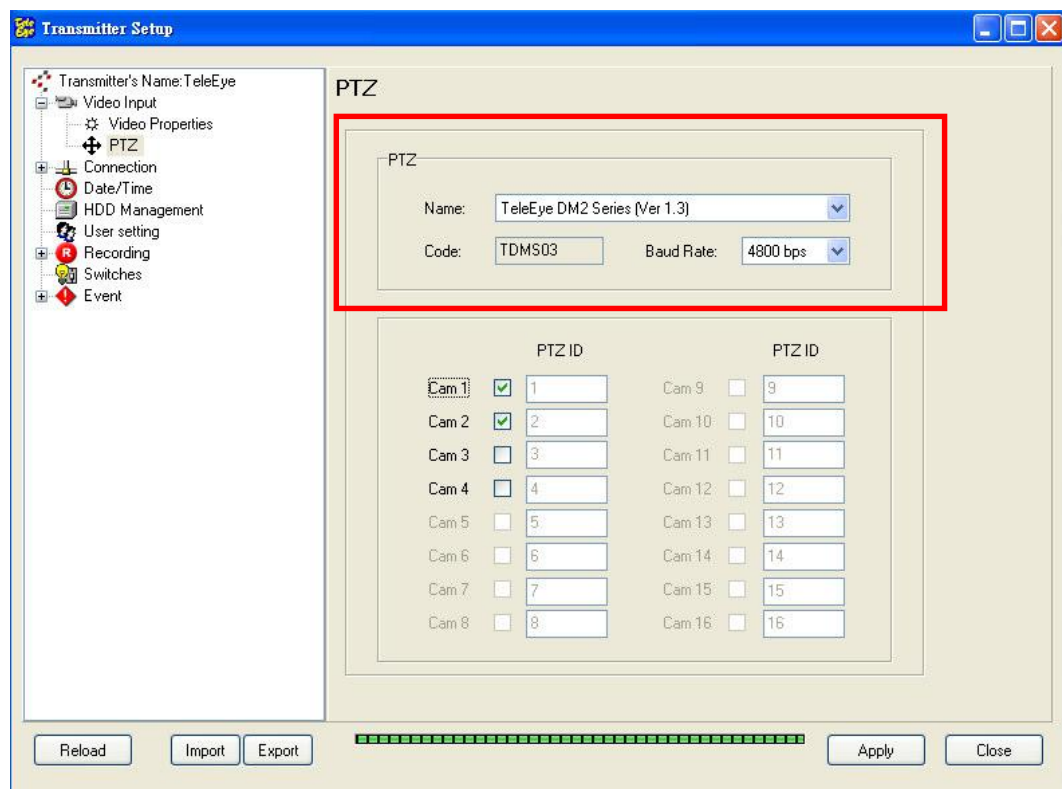 Transmitter Setup
Transmitter's Name:TeleEye
Video Input
Video Properties
PTZ
Connection
Date/Time
HDD Management
User setting
Recording
Switches
Event
PTZ
PTZ
Name: TeleEye DM2 Series (Ver 1.3)
Code: TDMS03 Baud Rate: 4800 bps
PTZ ID PTZ ID
Cam 1 1 Cam 9 9
Cam 2 2 Cam 10 10
Cam 3 3 Cam 11 11
Cam 4 4 Cam 12 12
Cam 5 5 Cam 13 13
Cam 6 6 Cam 14 14
Cam 7 7 Cam 15 15
Cam 8 8 Cam 16 16
Reload Import Export Apply Close